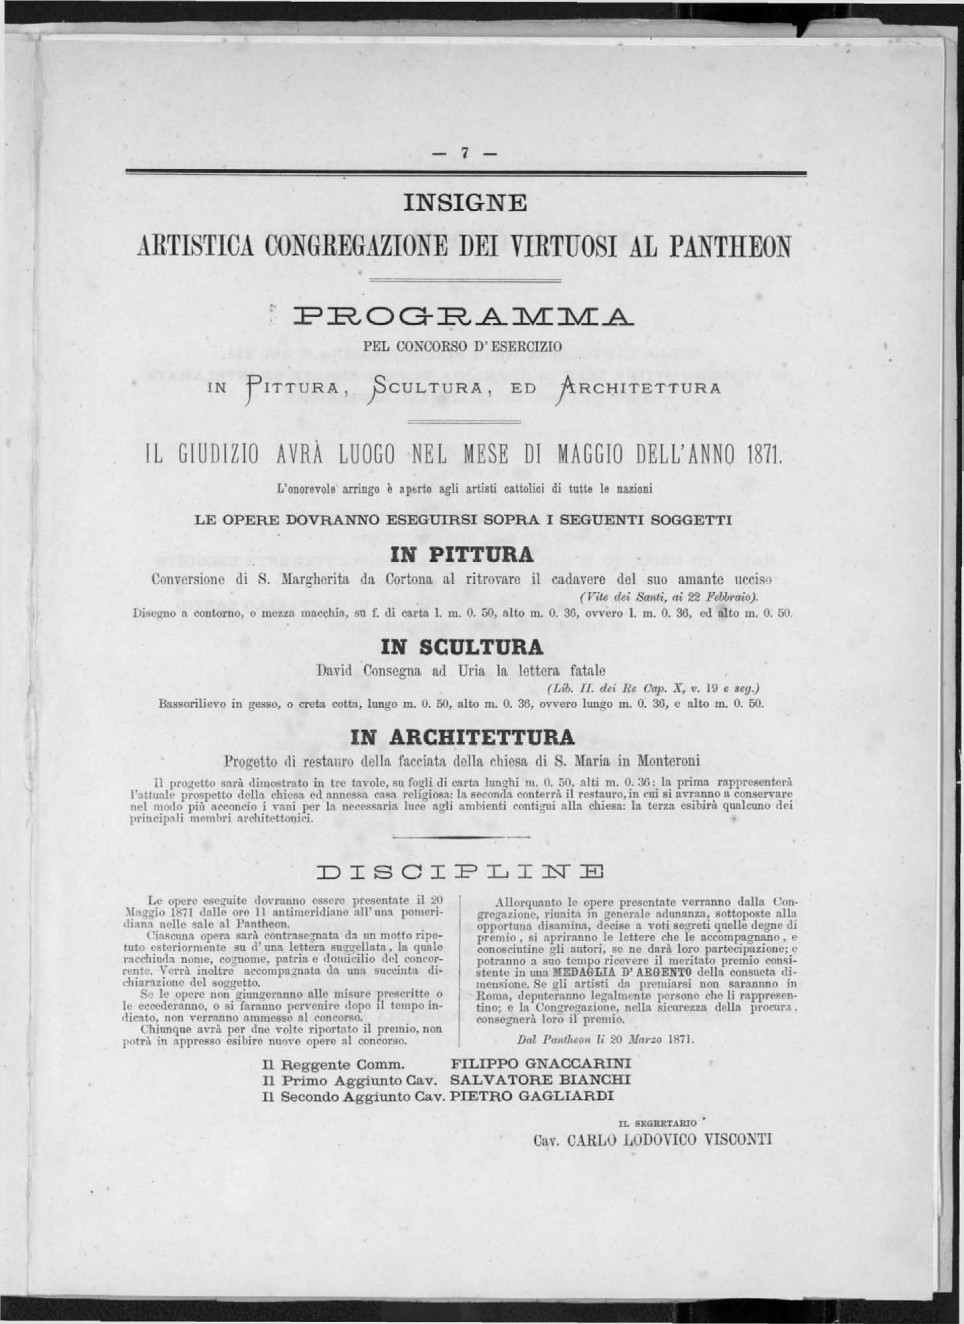 — 7 —
INSIGNE
ARTISTICA CONGREGAZIONE DEI VIRTUOSI AL PANTHEON
PROGRAMMA
PEL CONCORSO D' ESERCIZIO
IN PITTURA, SCULTURA, ED ARCHITETTURA
IL GIUDIZIO AVRÀ LUOGO NEL MESE DI MAGGIO DELL'ANNO 1871.
L'onorevole arringo è aperto agli artisti cattolici di tutte le nazioni
LE OPERE DOVRANNO ESEGUIRSI SOPRA I SEGUENTI SOGGETTI
IN PITTURA
Conversione di S. Margherita da Cortona al ritrovare il cadavere del suo amante ucciso
(Vite dei Santi, ai 22 Febbraio).
Disegno a contorno, o mezza macchia, su f. di carta l. m. 0. 50, alto m. 0. 36, ovvero l. m. 0. 36, ed alto m. 0. 50.
IN SCULTURA
David Consegna ad Uria la lettera fatale
(Lib. II. dei Re Cap. X, v. 19 e seg.)
Bassorilievo in gesso, o creta cotta, lungo m. 0. 50, alto m. 0. 36, ovvero lungo m. 0. 36, e alto m. 0. 50.
IN ARCHITETTURA
Progetto di restauro della facciata della chiesa di S. Maria in Monteroni
Il progetto sarà dimostrato in tre tavole, su fogli di carta lunghi m. 0. 50, alti m. 0. 36: la prima rappresenterà
l'attuale prospetto della chiesa ed annessa casa religiosa: la seconda conterrà il restauro, in cui si avranno a conservare
nel modo più acconcio i vani per la necessaria luce agli ambienti contigui alla chiesa: la terza esibirà qualcuno dei
principali membri architettonici.
DISCIPLINE
Le opere eseguite dovranno essere presentate il 20
Maggio 1871 dalle ore 11 antimeridiane all'una pomeri-
diana nelle sale al Pantheon.
Ciascuna opera sarà contrasegnata da un motto ripe-
tuto esteriormente su d'una lettera suggellata, la quale
racchiuda nome, cognome, patria e domicilio del concor-
rente. Verrà inoltre accompagnata da una succinta di-
chiarazione del soggetto.
Se le opere non giungeranno alle misure prescritte o
le eccederanno, o si faranno pervenire dopo il tempo in-
dicato, non verranno ammesse al concorso.
Chiunque avrà per due volte riportato il premio, non
potrà in appresso esibire nuove opere al concorso.
Allorquanto le opere presentate verranno dalla Con-
gregazione, riunita in generale adunanza, sottoposte alla
opportuna disamina, decise a voti segreti quelle degne di
premio, si apriranno le lettere che le accompagnano, e
conosciutine gli autori, se ne darà loro partecipazione; e
potranno a suo tempo ricevere il meritato premio consi-
stente in una MEDAGLIA D'ARGENTO della consueta di-
mensione. Se gli artisti da premiarsi non sarannno in
Roma, deputeranno legalmente persone che li rappresen-
tino; e la Congregazione, nella sicurezza della procura,
consegnerà loro il premio.
Dal Pantheon li 20 Marzo 1871.
Il Reggente Comm. FILIPPO GNACCARINI
Il Primo Aggiunto Cav. SALVATORE BIANCHI
Il Secondo Aggiunto Cav. PIETRO GAGLIARDI
IL SEGRETARIO
Cav. CARLO LODOVICO VISCONTI